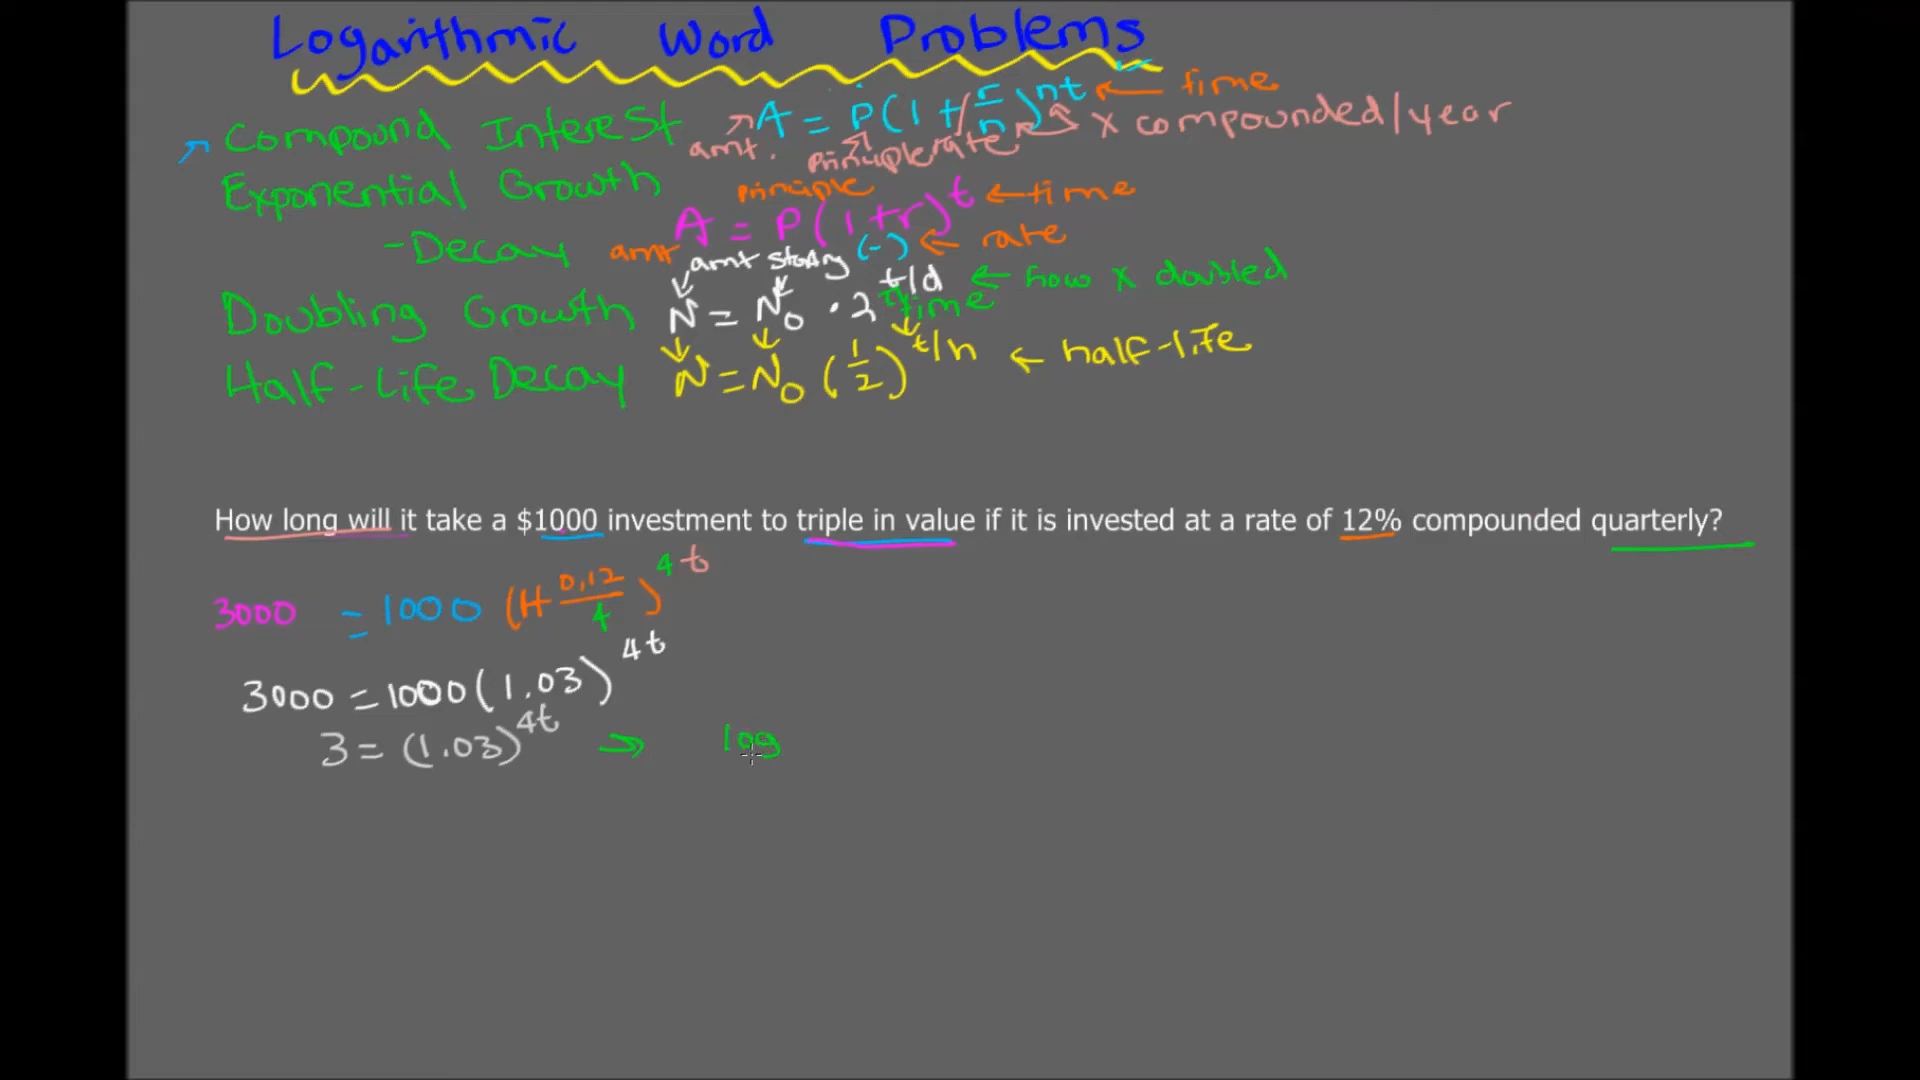 Logarithmic Word Problems
Compound Interest A = P(1 + r/n)^nt ← time
amt. principle rate x compounded/year
Exponential Growth principle
A = P(1+r)^t ← time
-Decay amt (-) ← rate
amt starting
Doubling Growth N = N₀ · 2^t/d ← how x doubled
time
Half-Life Decay N = N₀ (1/2)^t/h ← half-life
How long will it take a $1000 investment to triple in value if it is invested at a rate of 12% compounded quarterly?
3000 = 1000 (1+ 0.12/4)^4t
3000 = 1000(1.03)^4t
3 = (1.03)^4t → log